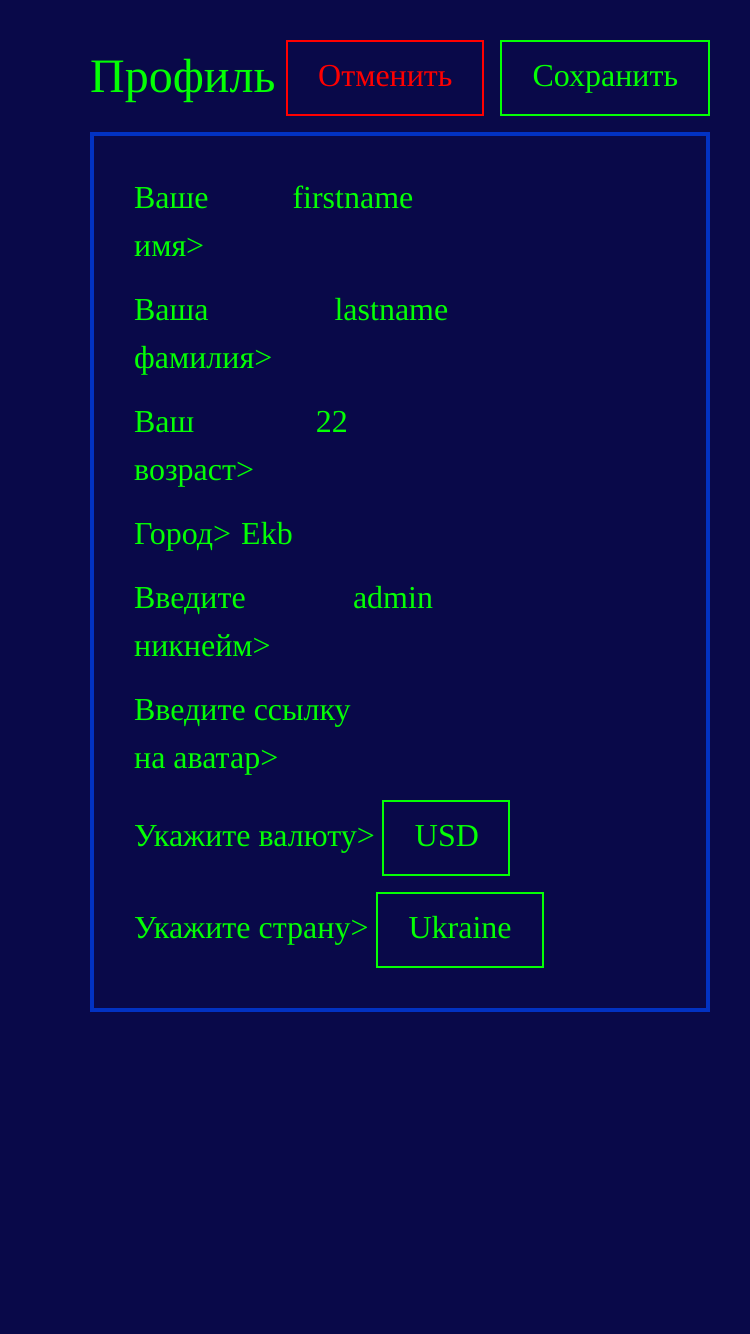 Профиль Отменить Сохранить
Ваше firstname
имя>
Ваша lastname
фамилия>
Ваш 22
возраст>
Город> Ekb
Введите admin
никнейм>
Введите ссылку
на аватар>
Укажите валюту> USD
Укажите страну> Ukraine